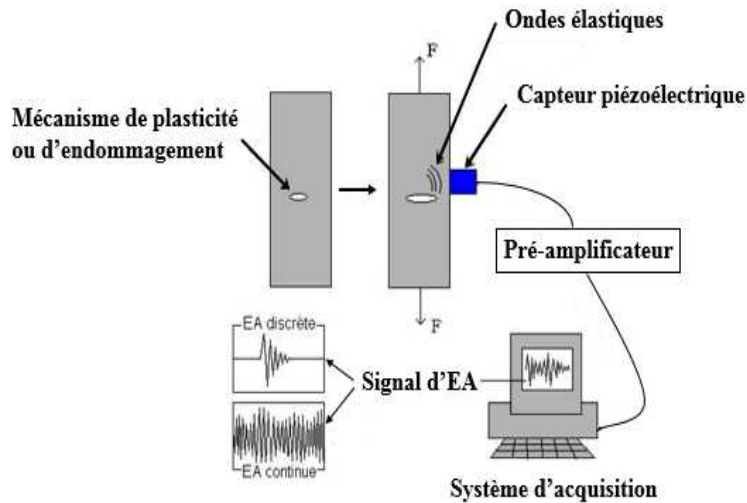 Ondes élastiques
F
Capteur piézoélectrique
Mécanisme de plasticité
ou d'endommagement
Pré-amplificateur
F
EA discrète
Signal d'EA
EA continue
Système d'acquisition